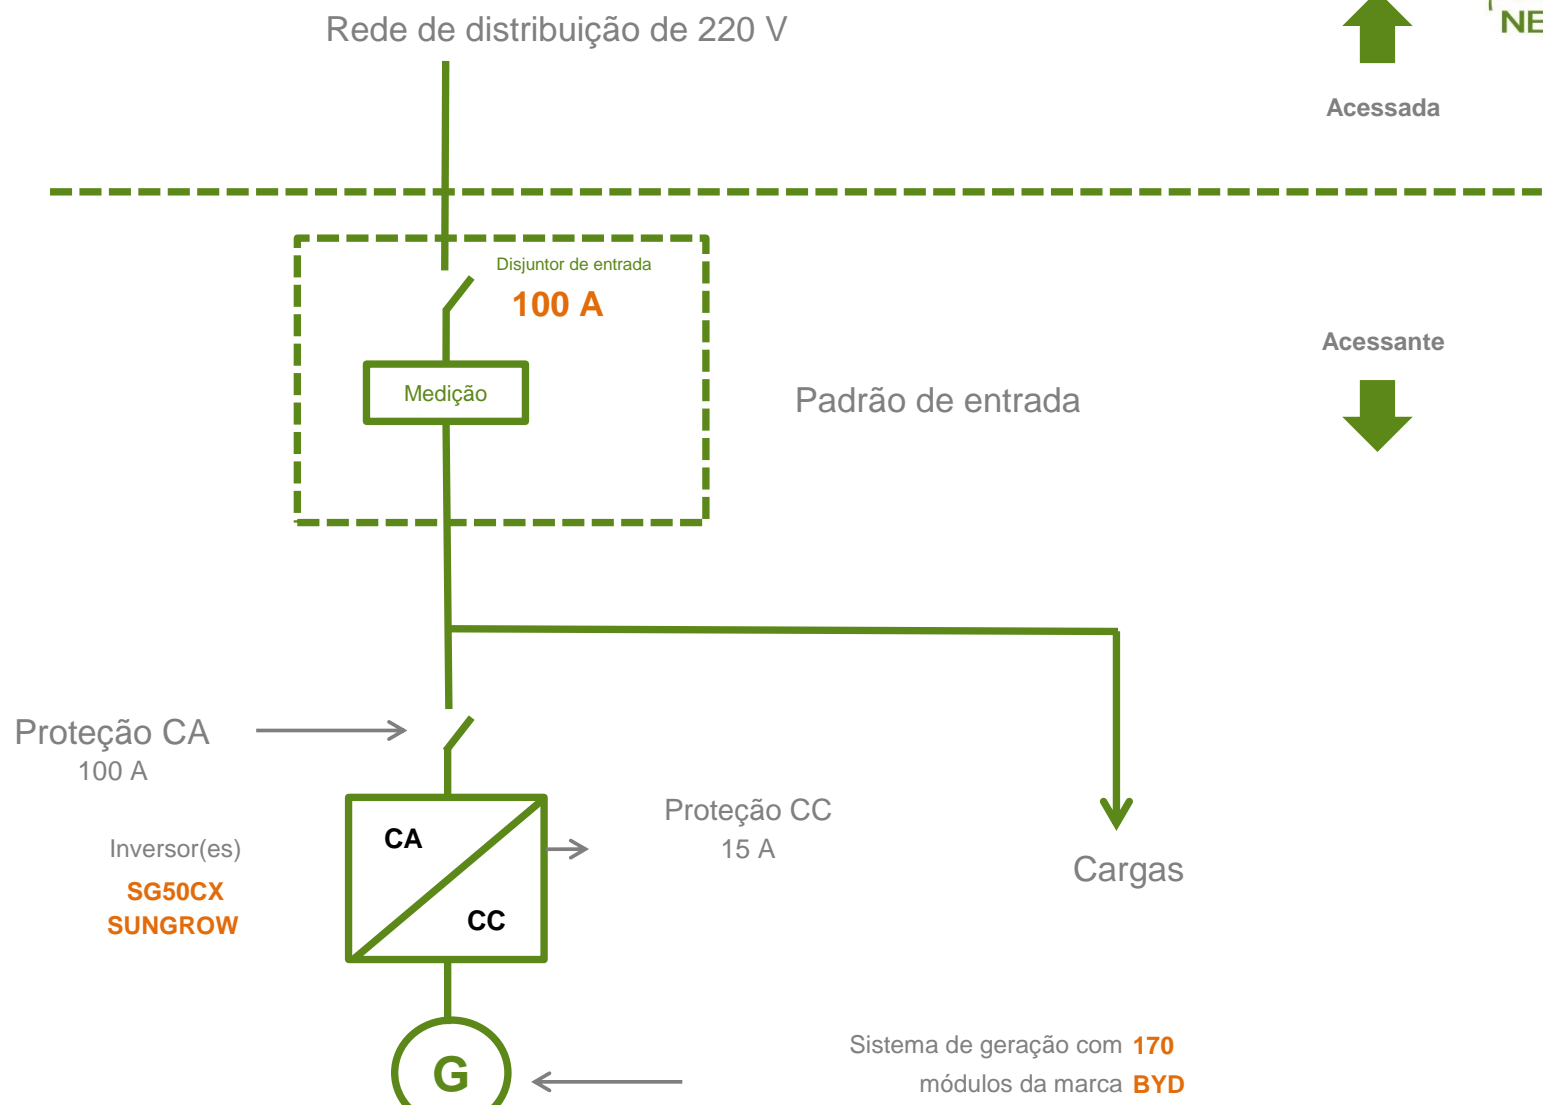 Rede de distribuição de 220 V
NE
Acessada
Disjuntor de entrada
100 A
Acessante
Medição
Padrão de entrada
Proteção CA
100 A
Proteção CC
15 A
Inversor(es)
SG50CX
SUNGROW
CA
CC
Cargas
G
Sistema de geração com 170
módulos da marca BYD